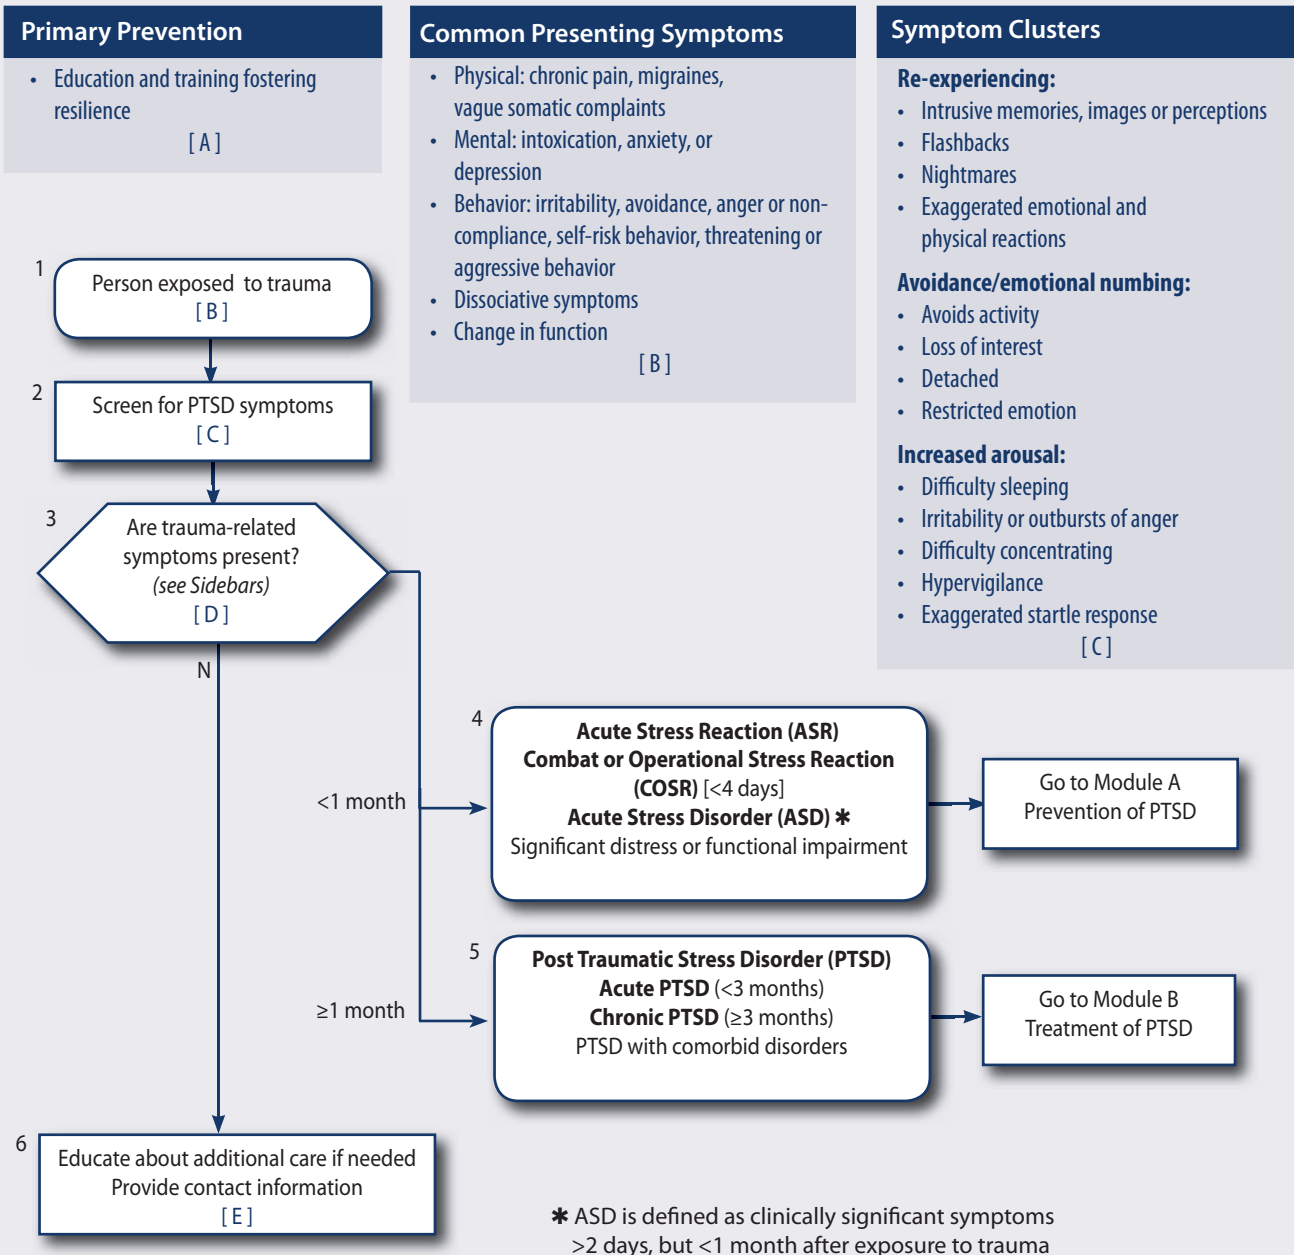 Primary Prevention
• Education and training fostering
resilience
[ A ]
Common Presenting Symptoms
• Physical: chronic pain, migraines,
vague somatic complaints
• Mental: intoxication, anxiety, or
depression
• Behavior: irritability, avoidance, anger or non-
compliance, self-risk behavior, threatening or
aggressive behavior
• Dissociative symptoms
• Change in function
[ B ]
Symptom Clusters
Re-experiencing:
• Intrusive memories, images or perceptions
• Flashbacks
• Nightmares
• Exaggerated emotional and
physical reactions
Avoidance/emotional numbing:
• Avoids activity
• Loss of interest
• Detached
• Restricted emotion
Increased arousal:
• Difficulty sleeping
• Irritability or outbursts of anger
• Difficulty concentrating
• Hypervigilance
• Exaggerated startle response
[ C ]
1
Person exposed to trauma
[ B ]
2
Screen for PTSD symptoms
[ C ]
3
Are trauma-related
symptoms present?
(see Sidebars)
[ D ]
N
<1 month
4
Acute Stress Reaction (ASR)
Combat or Operational Stress Reaction
(COSR) [<4 days]
Acute Stress Disorder (ASD) ✱
Significant distress or functional impairment
Go to Module A
Prevention of PTSD
≥1 month
5
Post Traumatic Stress Disorder (PTSD)
Acute PTSD (<3 months)
Chronic PTSD (≥3 months)
PTSD with comorbid disorders
Go to Module B
Treatment of PTSD
6
Educate about additional care if needed
Provide contact information
[ E ]
✱ ASD is defined as clinically significant symptoms
>2 days, but <1 month after exposure to trauma